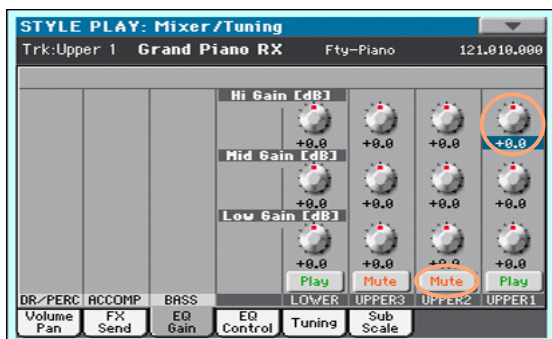 STYLE PLAY: Mixer/Tuning
Trk:Upper 1 Grand Piano RX Fty-Piano 121.010.000
Hi Gain [dB]
+0.0 +0.0 +0.0 +0.0
Mid Gain [dB]
+0.0 +0.0 +0.0 +0.0
Low Gain [dB]
+0.0 +0.0 +0.0 +0.0
Play Mute Mute Play
DR/PERC ACCOMP BASS LOWER UPPER3 UPPER2 UPPER1
Volume Pan FX Send EQ Gain EQ Control Tuning Sub Scale